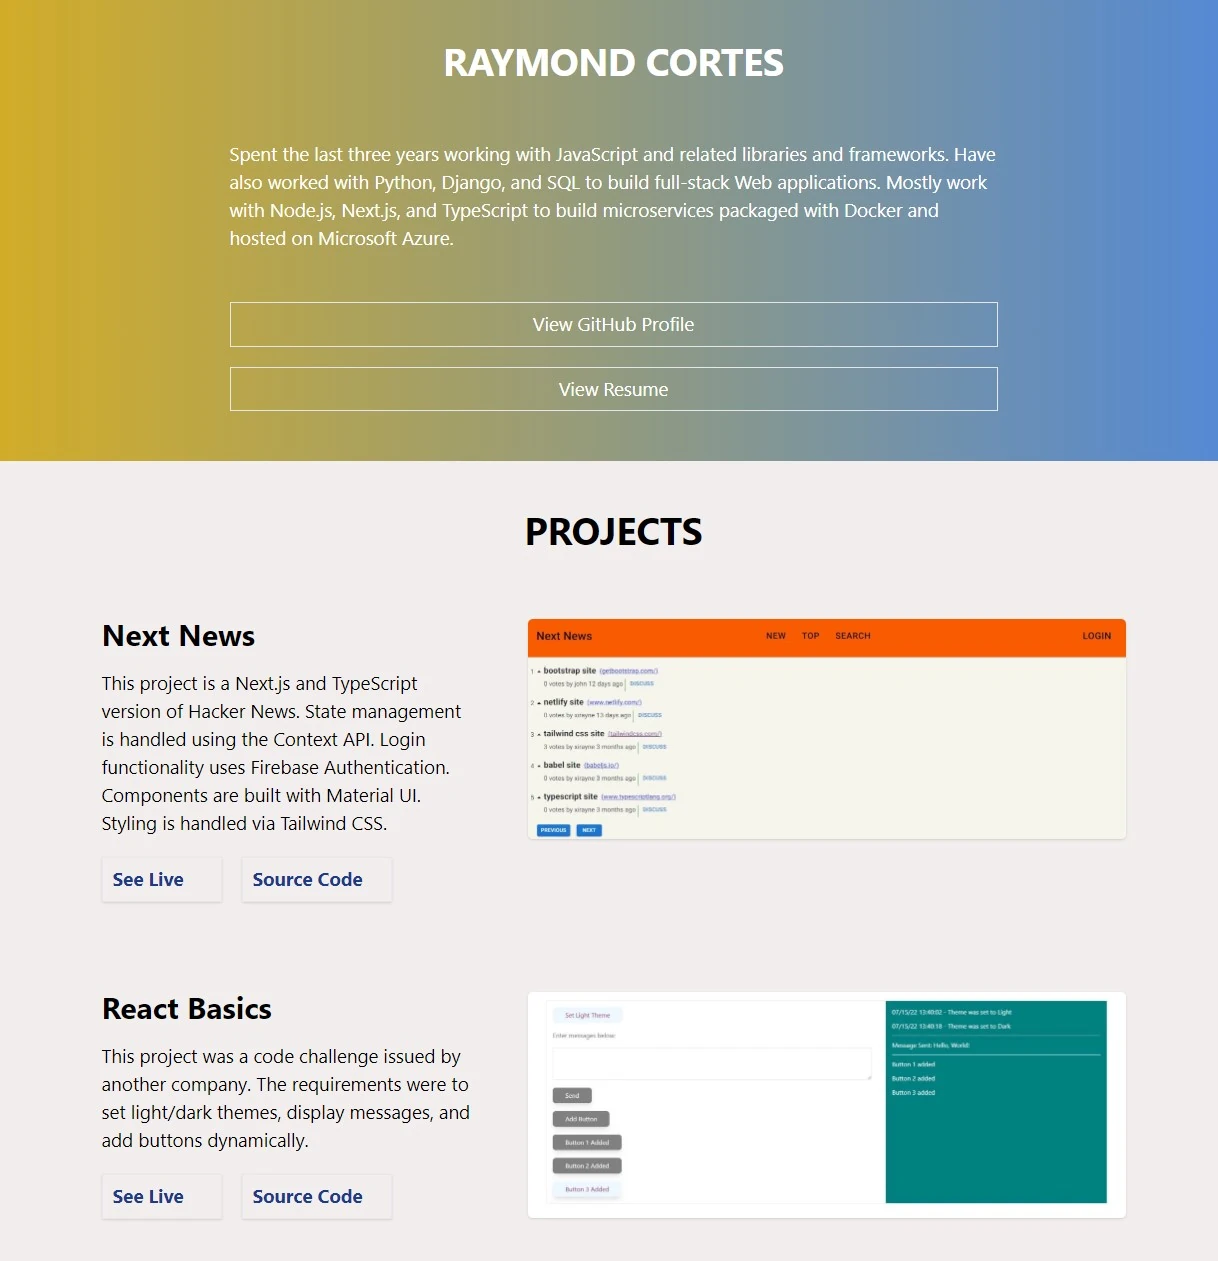 RAYMOND CORTES
Spent the last three years working with JavaScript and related libraries and frameworks. Have
also worked with Python, Django, and SQL to build full-stack Web applications. Mostly work
with Node.js, Next.js, and TypeScript to build microservices packaged with Docker and
hosted on Microsoft Azure.
View GitHub Profile
View Resume
PROJECTS
Next News
This project is a Next.js and TypeScript
version of Hacker News. State management
is handled using the Context API. Login
functionality uses Firebase Authentication.
Components are built with Material UI.
Styling is handled via Tailwind CSS.
See Live Source Code
Next News NEW TOP SEARCH LOGIN
1 bootstrap site (getbootstrap.com/)
0 votes by john 12 days ago | DISCUSS
2 netlify site (www.netlify.com/)
0 votes by xirayne 13 days ago | DISCUSS
3 tailwind css site (tailwindcss.com/)
3 votes by xirayne 3 months ago | DISCUSS
4 babel site (babeljs.io/)
0 votes by xirayne 3 months ago | DISCUSS
5 typescript site (www.typescriptlang.org/)
0 votes by xirayne 3 months ago | DISCUSS
PREVIOUS NEXT
React Basics
This project was a code challenge issued by
another company. The requirements were to
set light/dark themes, display messages, and
add buttons dynamically.
See Live Source Code
Set Light Theme
Enter messages below:
Send
Add Button
Button 1 Added
Button 2 Added
Button 3 Added
07/15/22 13:40:02 - Theme was set to Light
07/15/22 13:40:18 - Theme was set to Dark
Message Sent: Hello, World!
Button 1 added
Button 2 added
Button 3 added